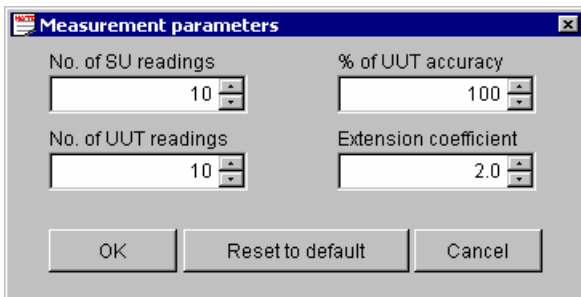 Measurement parameters
No. of SU readings
% of UUT accuracy
10
100
No. of UUT readings
Extension coefficient
10
2.0
OK
Reset to default
Cancel